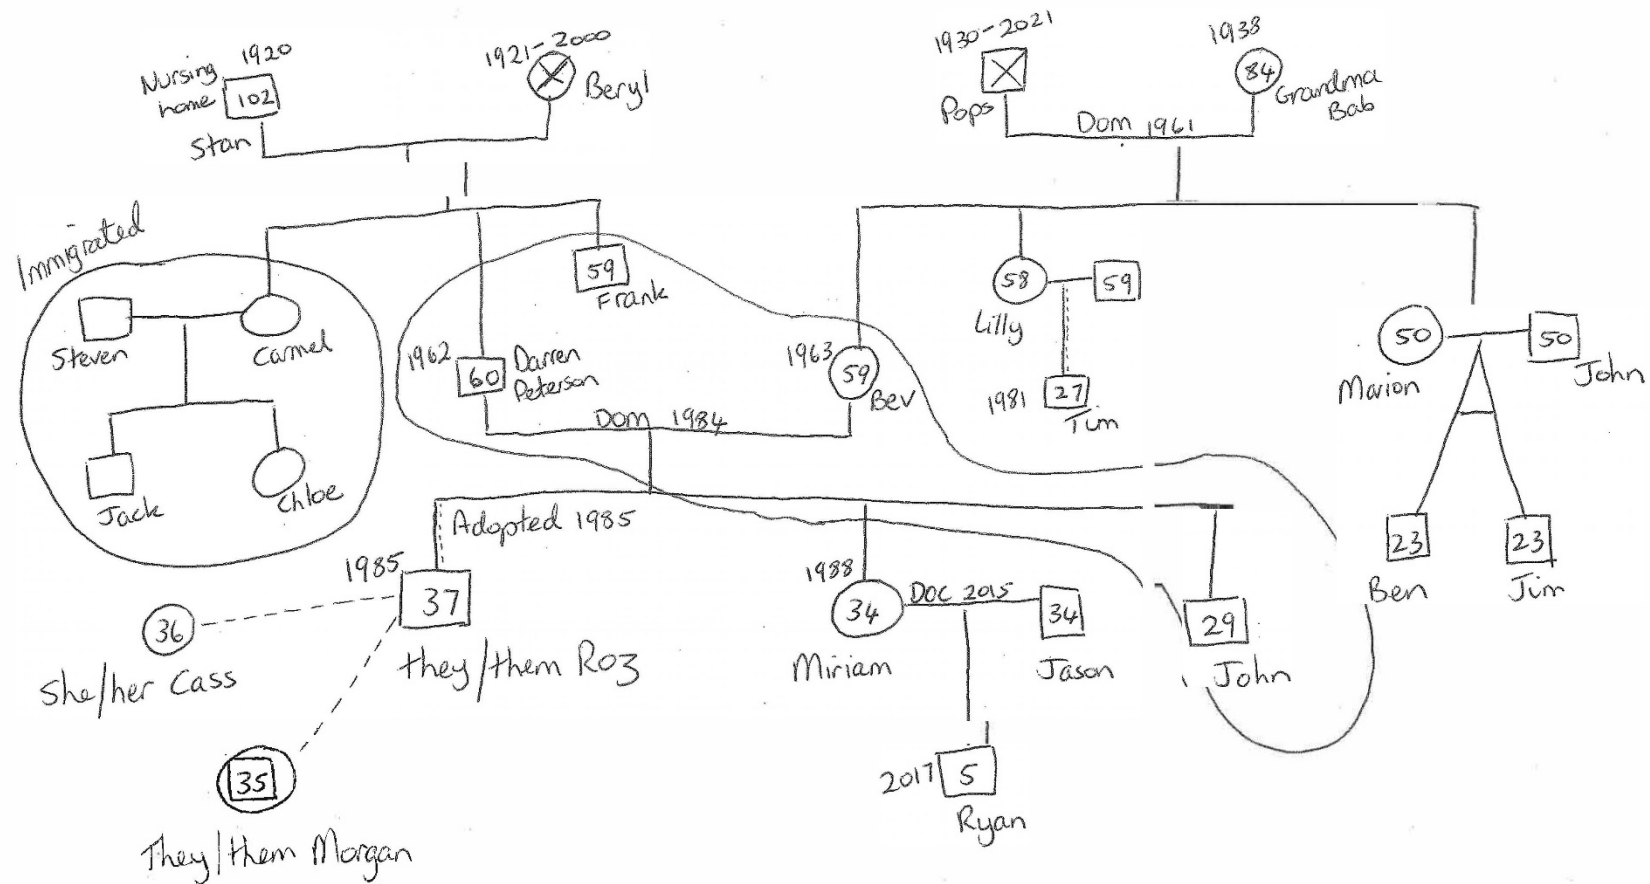 1920
Nursing
home
102
Stan
1921-2000
Beryl
1930-2021
Pops
1938
84
Grandma
Bab
Dom 1961
Immigrated
Steven
Carmel
Jack
Chloe
59
Frank
1962
60
Darren
Peterson
1963
59
Bev
Dom 1984
58
Lilly
59
1981
27
Tim
50
Marion
50
John
23
Ben
23
Jim
Adopted 1985
1985
37
they/them Roz
36
She/her Cass
35
They/them Morgan
1988
34
Miriam
DOC 2015
34
Jason
29
John
2017
5
Ryan